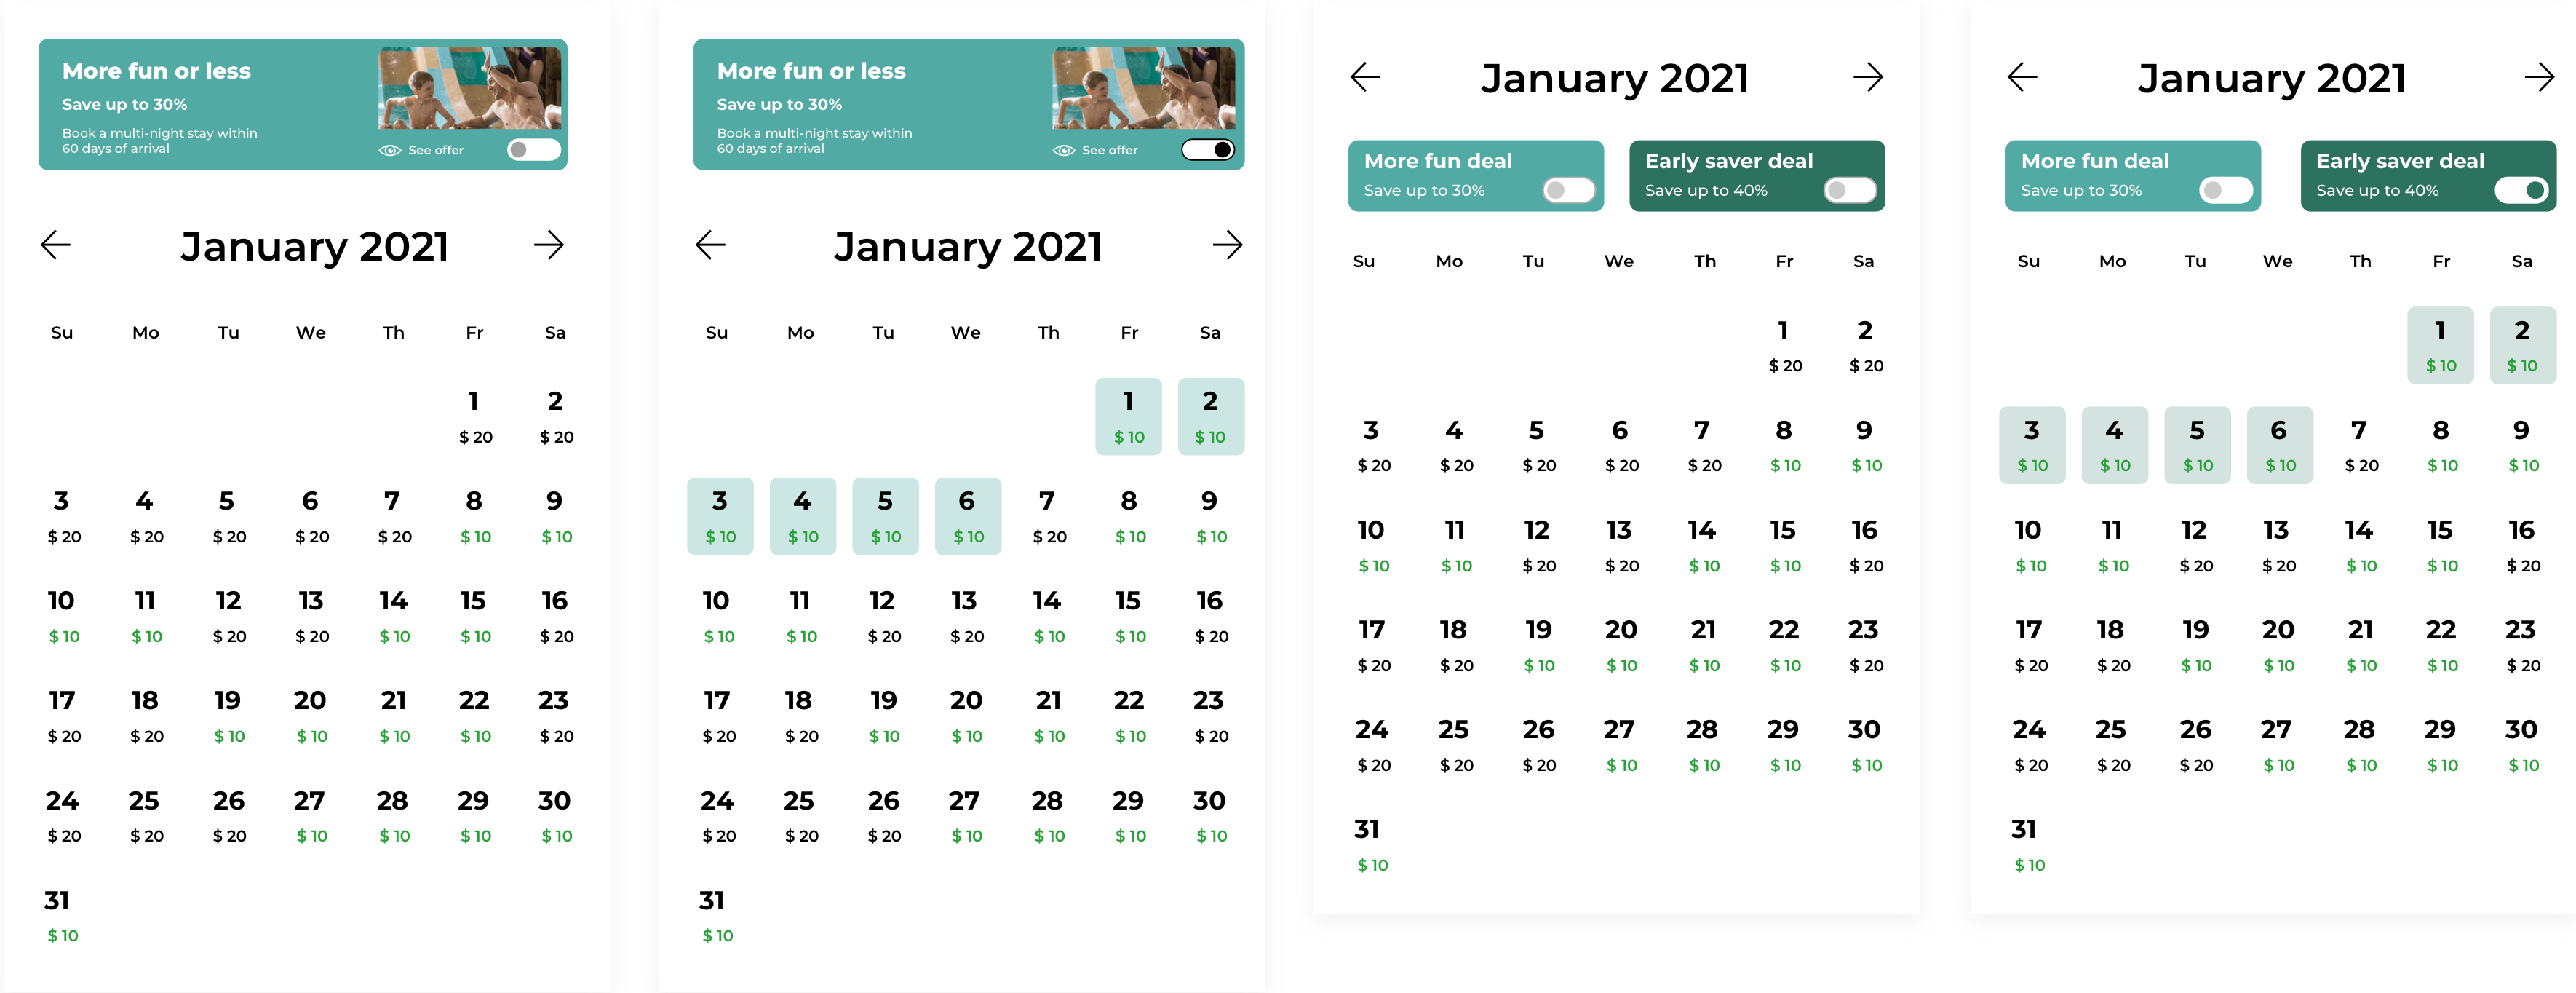 More fun or less
Save up to 30%
Book a multi-night stay within
60 days of arrival
See offer
January 2021
Su Mo Tu We Th Fr Sa
1 2
$ 20 $ 20
3 4 5 6 7 8 9
$ 20 $ 20 $ 20 $ 20 $ 20 $ 10 $ 10
10 11 12 13 14 15 16
$ 10 $ 10 $ 20 $ 20 $ 10 $ 10 $ 20
17 18 19 20 21 22 23
$ 20 $ 20 $ 10 $ 10 $ 10 $ 10 $ 20
24 25 26 27 28 29 30
$ 20 $ 20 $ 20 $ 10 $ 10 $ 10 $ 10
31
$ 10
More fun or less
Save up to 30%
Book a multi-night stay within
60 days of arrival
See offer
January 2021
Su Mo Tu We Th Fr Sa
1 2
$ 10 $ 10
3 4 5 6 7 8 9
$ 10 $ 10 $ 10 $ 10 $ 20 $ 10 $ 10
10 11 12 13 14 15 16
$ 10 $ 10 $ 20 $ 20 $ 10 $ 10 $ 20
17 18 19 20 21 22 23
$ 20 $ 20 $ 10 $ 10 $ 10 $ 10 $ 20
24 25 26 27 28 29 30
$ 20 $ 20 $ 20 $ 10 $ 10 $ 10 $ 10
31
$ 10
January 2021
More fun deal
Save up to 30%
Early saver deal
Save up to 40%
Su Mo Tu We Th Fr Sa
1 2
$ 20 $ 20
3 4 5 6 7 8 9
$ 20 $ 20 $ 20 $ 20 $ 20 $ 10 $ 10
10 11 12 13 14 15 16
$ 10 $ 10 $ 20 $ 20 $ 10 $ 10 $ 20
17 18 19 20 21 22 23
$ 20 $ 20 $ 10 $ 10 $ 10 $ 10 $ 20
24 25 26 27 28 29 30
$ 20 $ 20 $ 20 $ 10 $ 10 $ 10 $ 10
31
$ 10
January 2021
More fun deal
Save up to 30%
Early saver deal
Save up to 40%
Su Mo Tu We Th Fr Sa
1 2
$ 10 $ 10
3 4 5 6 7 8 9
$ 10 $ 10 $ 10 $ 10 $ 20 $ 10 $ 10
10 11 12 13 14 15 16
$ 10 $ 10 $ 20 $ 20 $ 10 $ 10 $ 20
17 18 19 20 21 22 23
$ 20 $ 20 $ 10 $ 10 $ 10 $ 10 $ 20
24 25 26 27 28 29 30
$ 20 $ 20 $ 20 $ 10 $ 10 $ 10 $ 10
31
$ 10